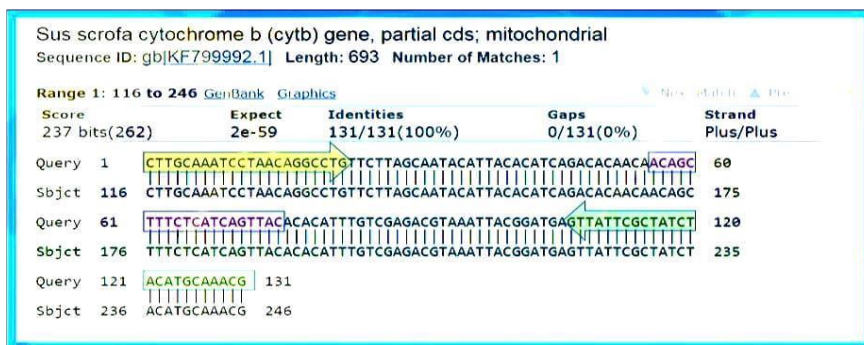 Sus scrofa cytochrome b (cytb) gene, partial cds; mitochondrial
Sequence ID: gb|KF799992.1| Length: 693 Number of Matches: 1
Range 1: 116 to 246 GenBank Graphics Next Match Pre
Score Expect Identities Gaps Strand
237 bits(262) 2e-59 131/131(100%) 0/131(0%) Plus/Plus
Query 1 CTTGCAAATCCTAACAGGCCTGTTCTTAGCAATACATTACACATCAGACACAACAACAGC 60
Sbjct 116 CTTGCAAATCCTAACAGGCCTGTTCTTAGCAATACATTACACATCAGACACAACAACAGC 175
Query 61 TTTCTCATCAGTTACACACATTTGTCGAGACGTAAATTACGGATGAGTTATTCGCTATCT 120
Sbjct 176 TTTCTCATCAGTTACACACATTTGTCGAGACGTAAATTACGGATGAGTTATTCGCTATCT 235
Query 121 ACATGCAAACG 131
Sbjct 236 ACATGCAAACG 246